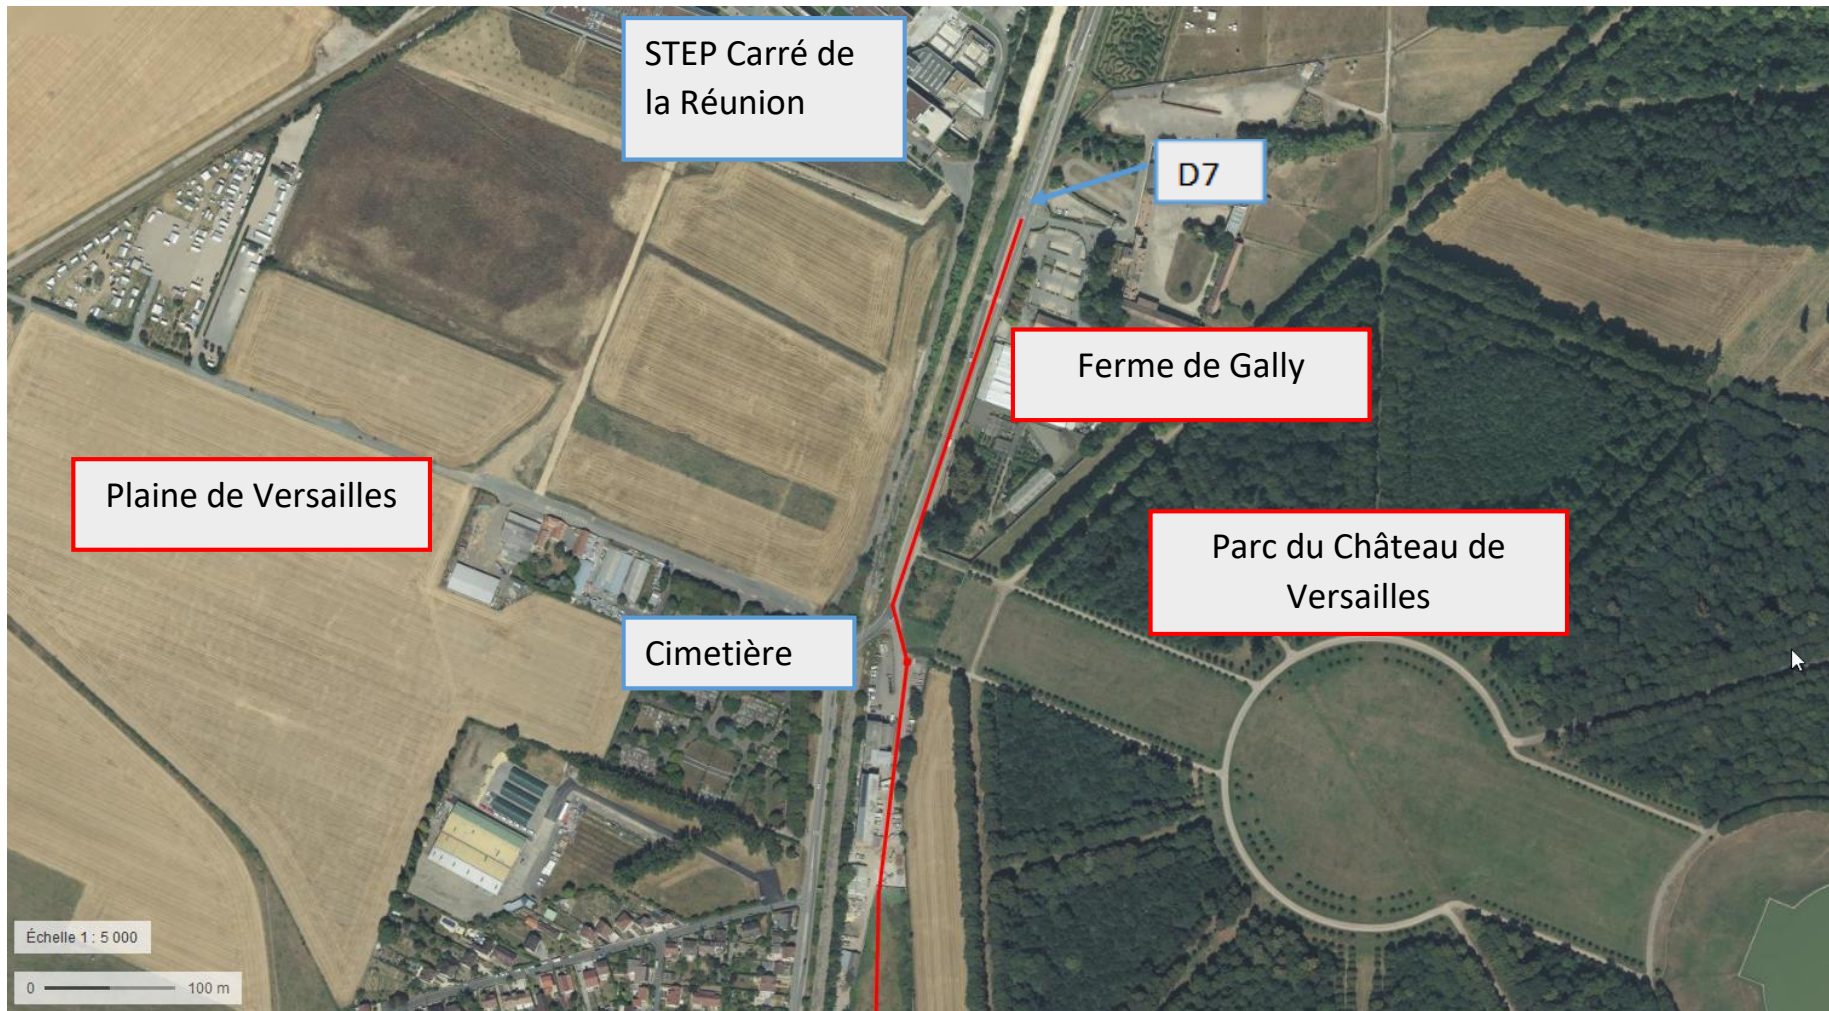 STEP Carré de
la Réunion
D7
Ferme de Gally
Plaine de Versailles
Parc du Château de
Versailles
Cimetière
Échelle 1 : 5 000
0 100 m